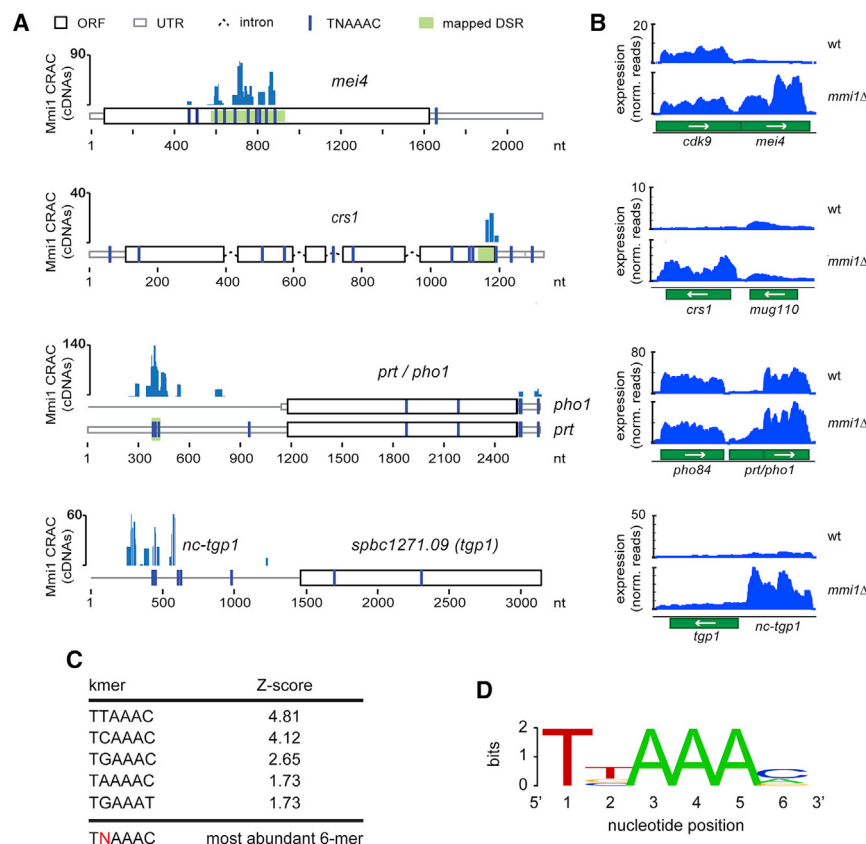 A
ORF UTR intron TNAAAC mapped DSR
90
Mmi1 CRAC (cDNAs)
mei4
1 400 800 1200 1600 2000 nt
40
Mmi1 CRAC (cDNAs)
crs1
1 200 400 600 800 1000 1200 nt
140
Mmi1 CRAC (cDNAs)
prt / pho1
pho1
prt
1 300 600 900 1200 1500 1800 2100 2400 nt
60
Mmi1 CRAC (cDNAs)
nc-tgp1 spbc1271.09 (tgp1)
1 500 1000 1500 2000 2500 3000 nt
B
expression (norm. reads)
20
0
wt
mmi1Δ
cdk9 mei4
expression (norm. reads)
10
0
wt
mmi1Δ
crs1 mug110
expression (norm. reads)
80
0
wt
mmi1Δ
pho84 prt/pho1
expression (norm. reads)
50
0
wt
mmi1Δ
tgp1 nc-tgp1
C
kmer Z-score
TTAAAC 4.81
TCAAAC 4.12
TGAAAC 2.65
TAAAAC 1.73
TGAAAT 1.73
TNAAAC most abundant 6-mer
D
bits
2
1
0
T T AAA C
5' 1 2 3 4 5 6 3'
nucleotide position